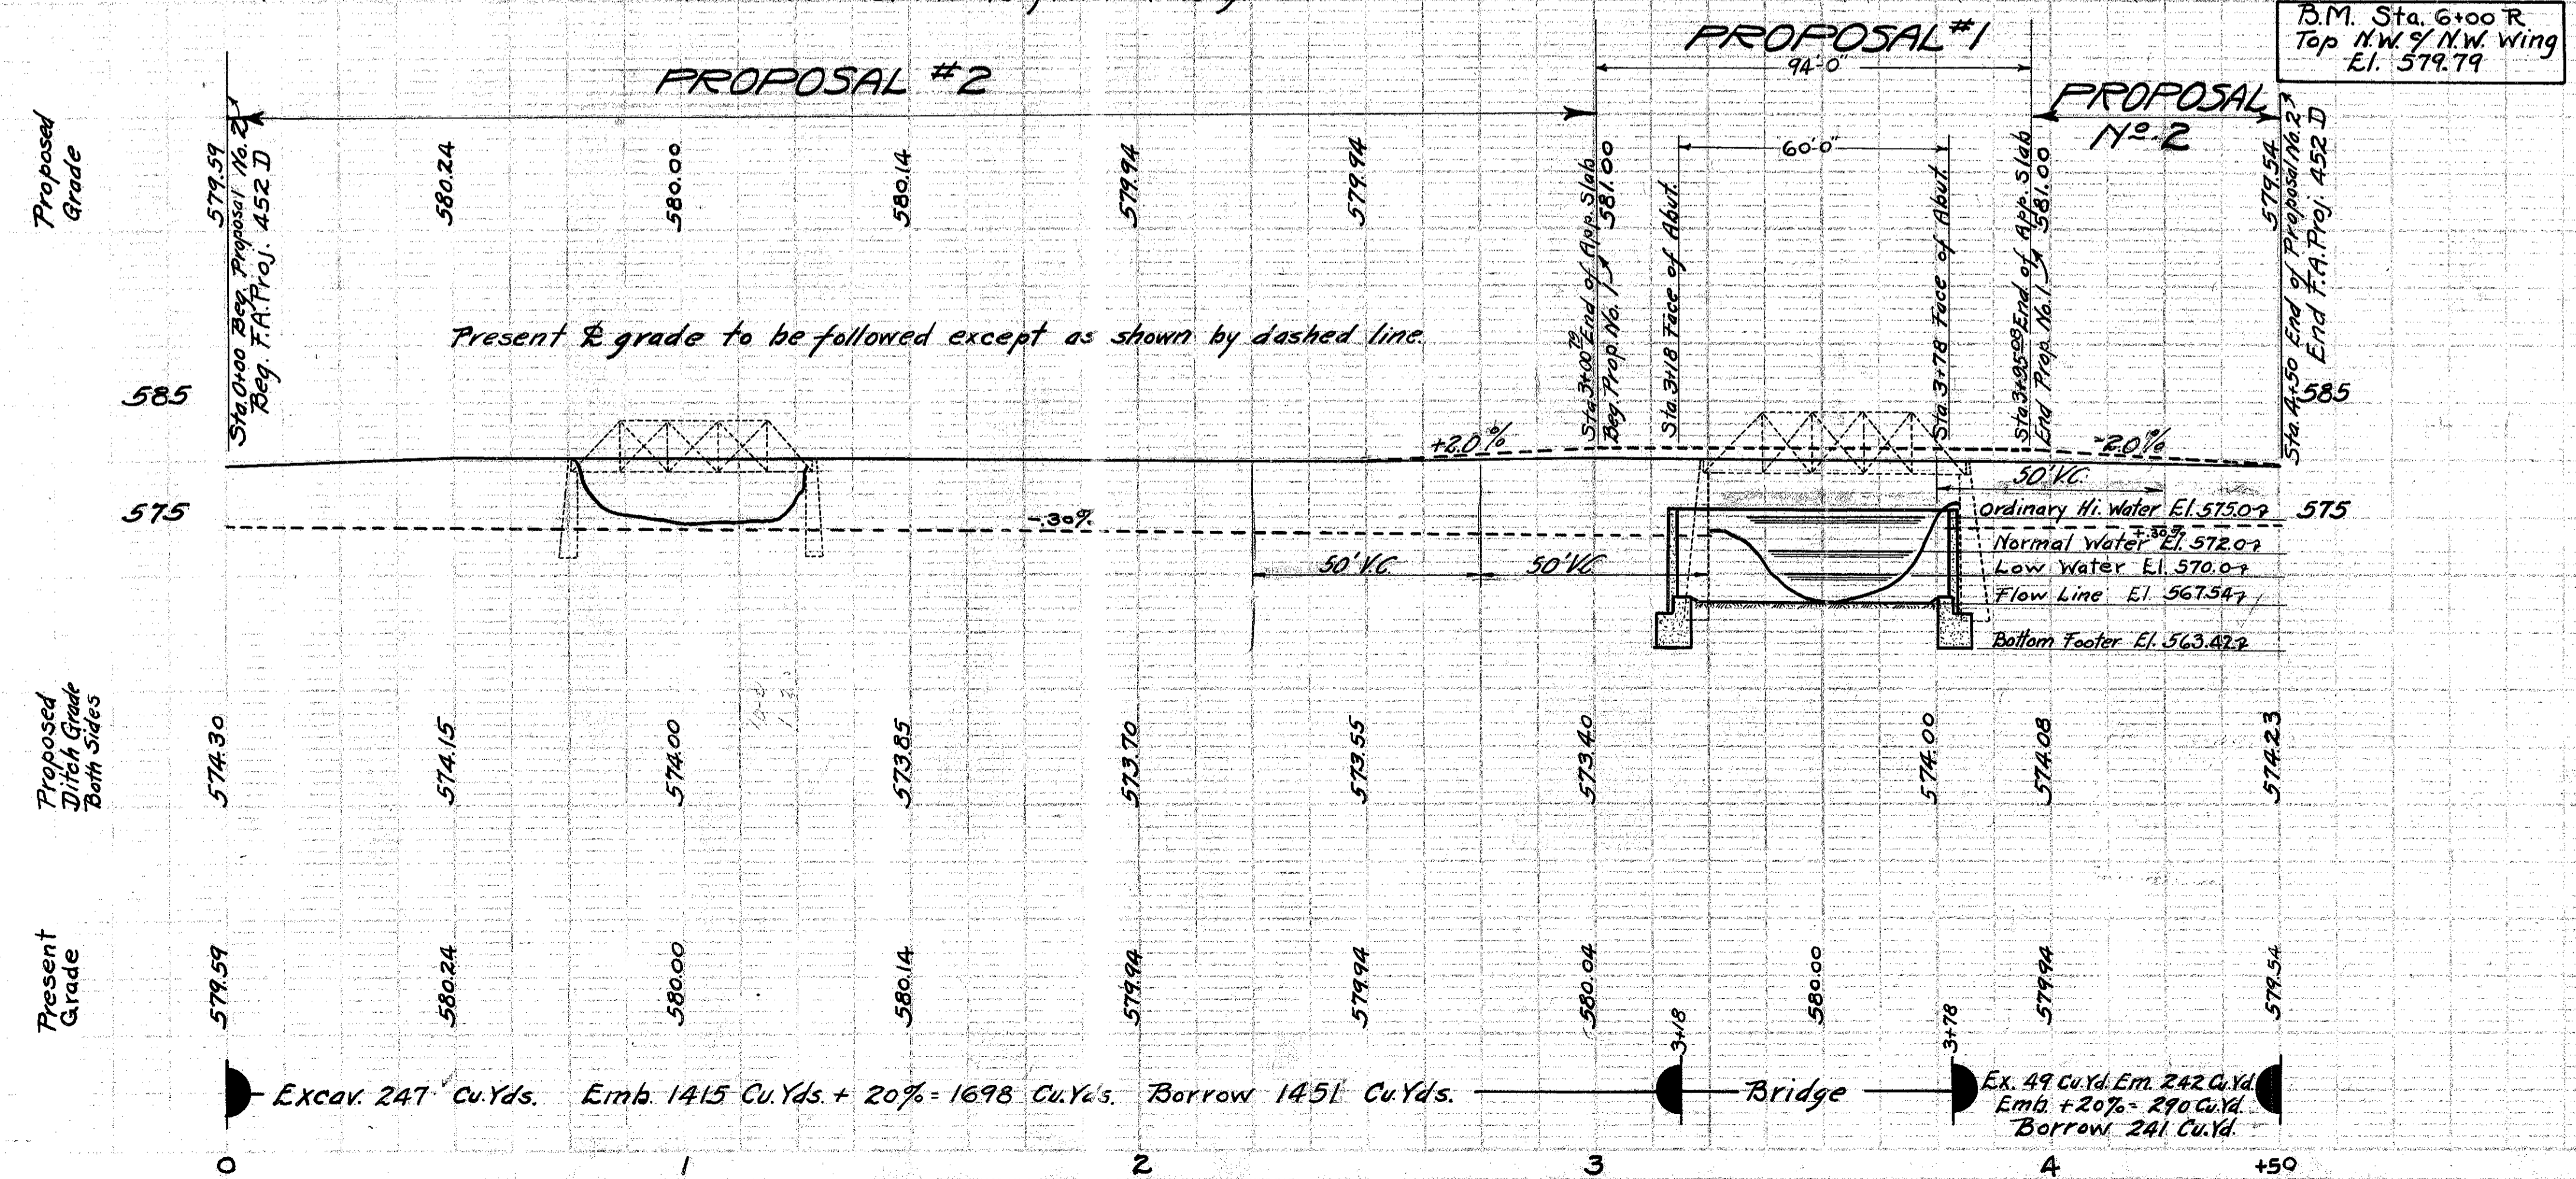 B.M. Sta. 6+00 R
Top N.W. of N.W. Wing
El. 579.79
PROPOSAL #2
PROPOSAL #1
94'-0"
PROPOSAL
No. 2
60'-0"
Proposed
Grade
579.59
580.24
580.00
580.14
579.94
579.94
581.00
581.00
579.54
Sta. 0+00 Beg. Proposal No. 2
Beg. F.A. Proj. 452 D
Sta. 3+00 End of App. Slab
Beg. Prop. No. 1
Sta. 3+18 Face of Abut.
Sta. 3+78 Face of Abut.
Sta. 3+95 End of App. Slab
End Prop. No. 1
Sta. 4+50 End of Proposal No. 2
End F.A. Proj. 452 D
Present ℄ grade to be followed except as shown by dashed line.
585
585
+2.0%
-2.0%
50' V.C.
575
575
-.30%
+.30%
50' V.C.
50' V.C.
Ordinary Hi. Water El. 575.0
Normal Water El. 572.0
Low Water El. 570.0
Flow Line El. 567.54
Bottom Footer El. 563.42
Proposed
Ditch Grade
Both Sides
574.30
574.15
574.00
573.85
573.70
573.55
573.40
574.00
574.08
574.23
Present
Grade
579.59
580.24
580.00
580.14
579.94
579.94
580.04
580.00
579.94
579.54
3+18
3+78
Excav. 247 Cu. Yds. Emb. 1415 Cu. Yds. + 20% = 1698 Cu. Yds. Borrow 1451 Cu. Yds.
Bridge
Ex. 49 Cu. Yd. Em. 242 Cu. Yd.
Emb. +20% = 290 Cu. Yd.
Borrow 241 Cu. Yd.
0 1 2 3 4 +50